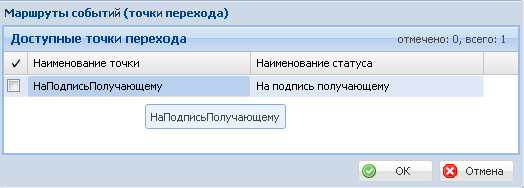 Маршруты событий (точки перехода)
Доступные точки перехода отмечено: 0, всего: 1
Наименование точки Наименование статуса
НаПодписьПолучающему На подпись получающему
НаПодписьПолучающему
ОК Отмена